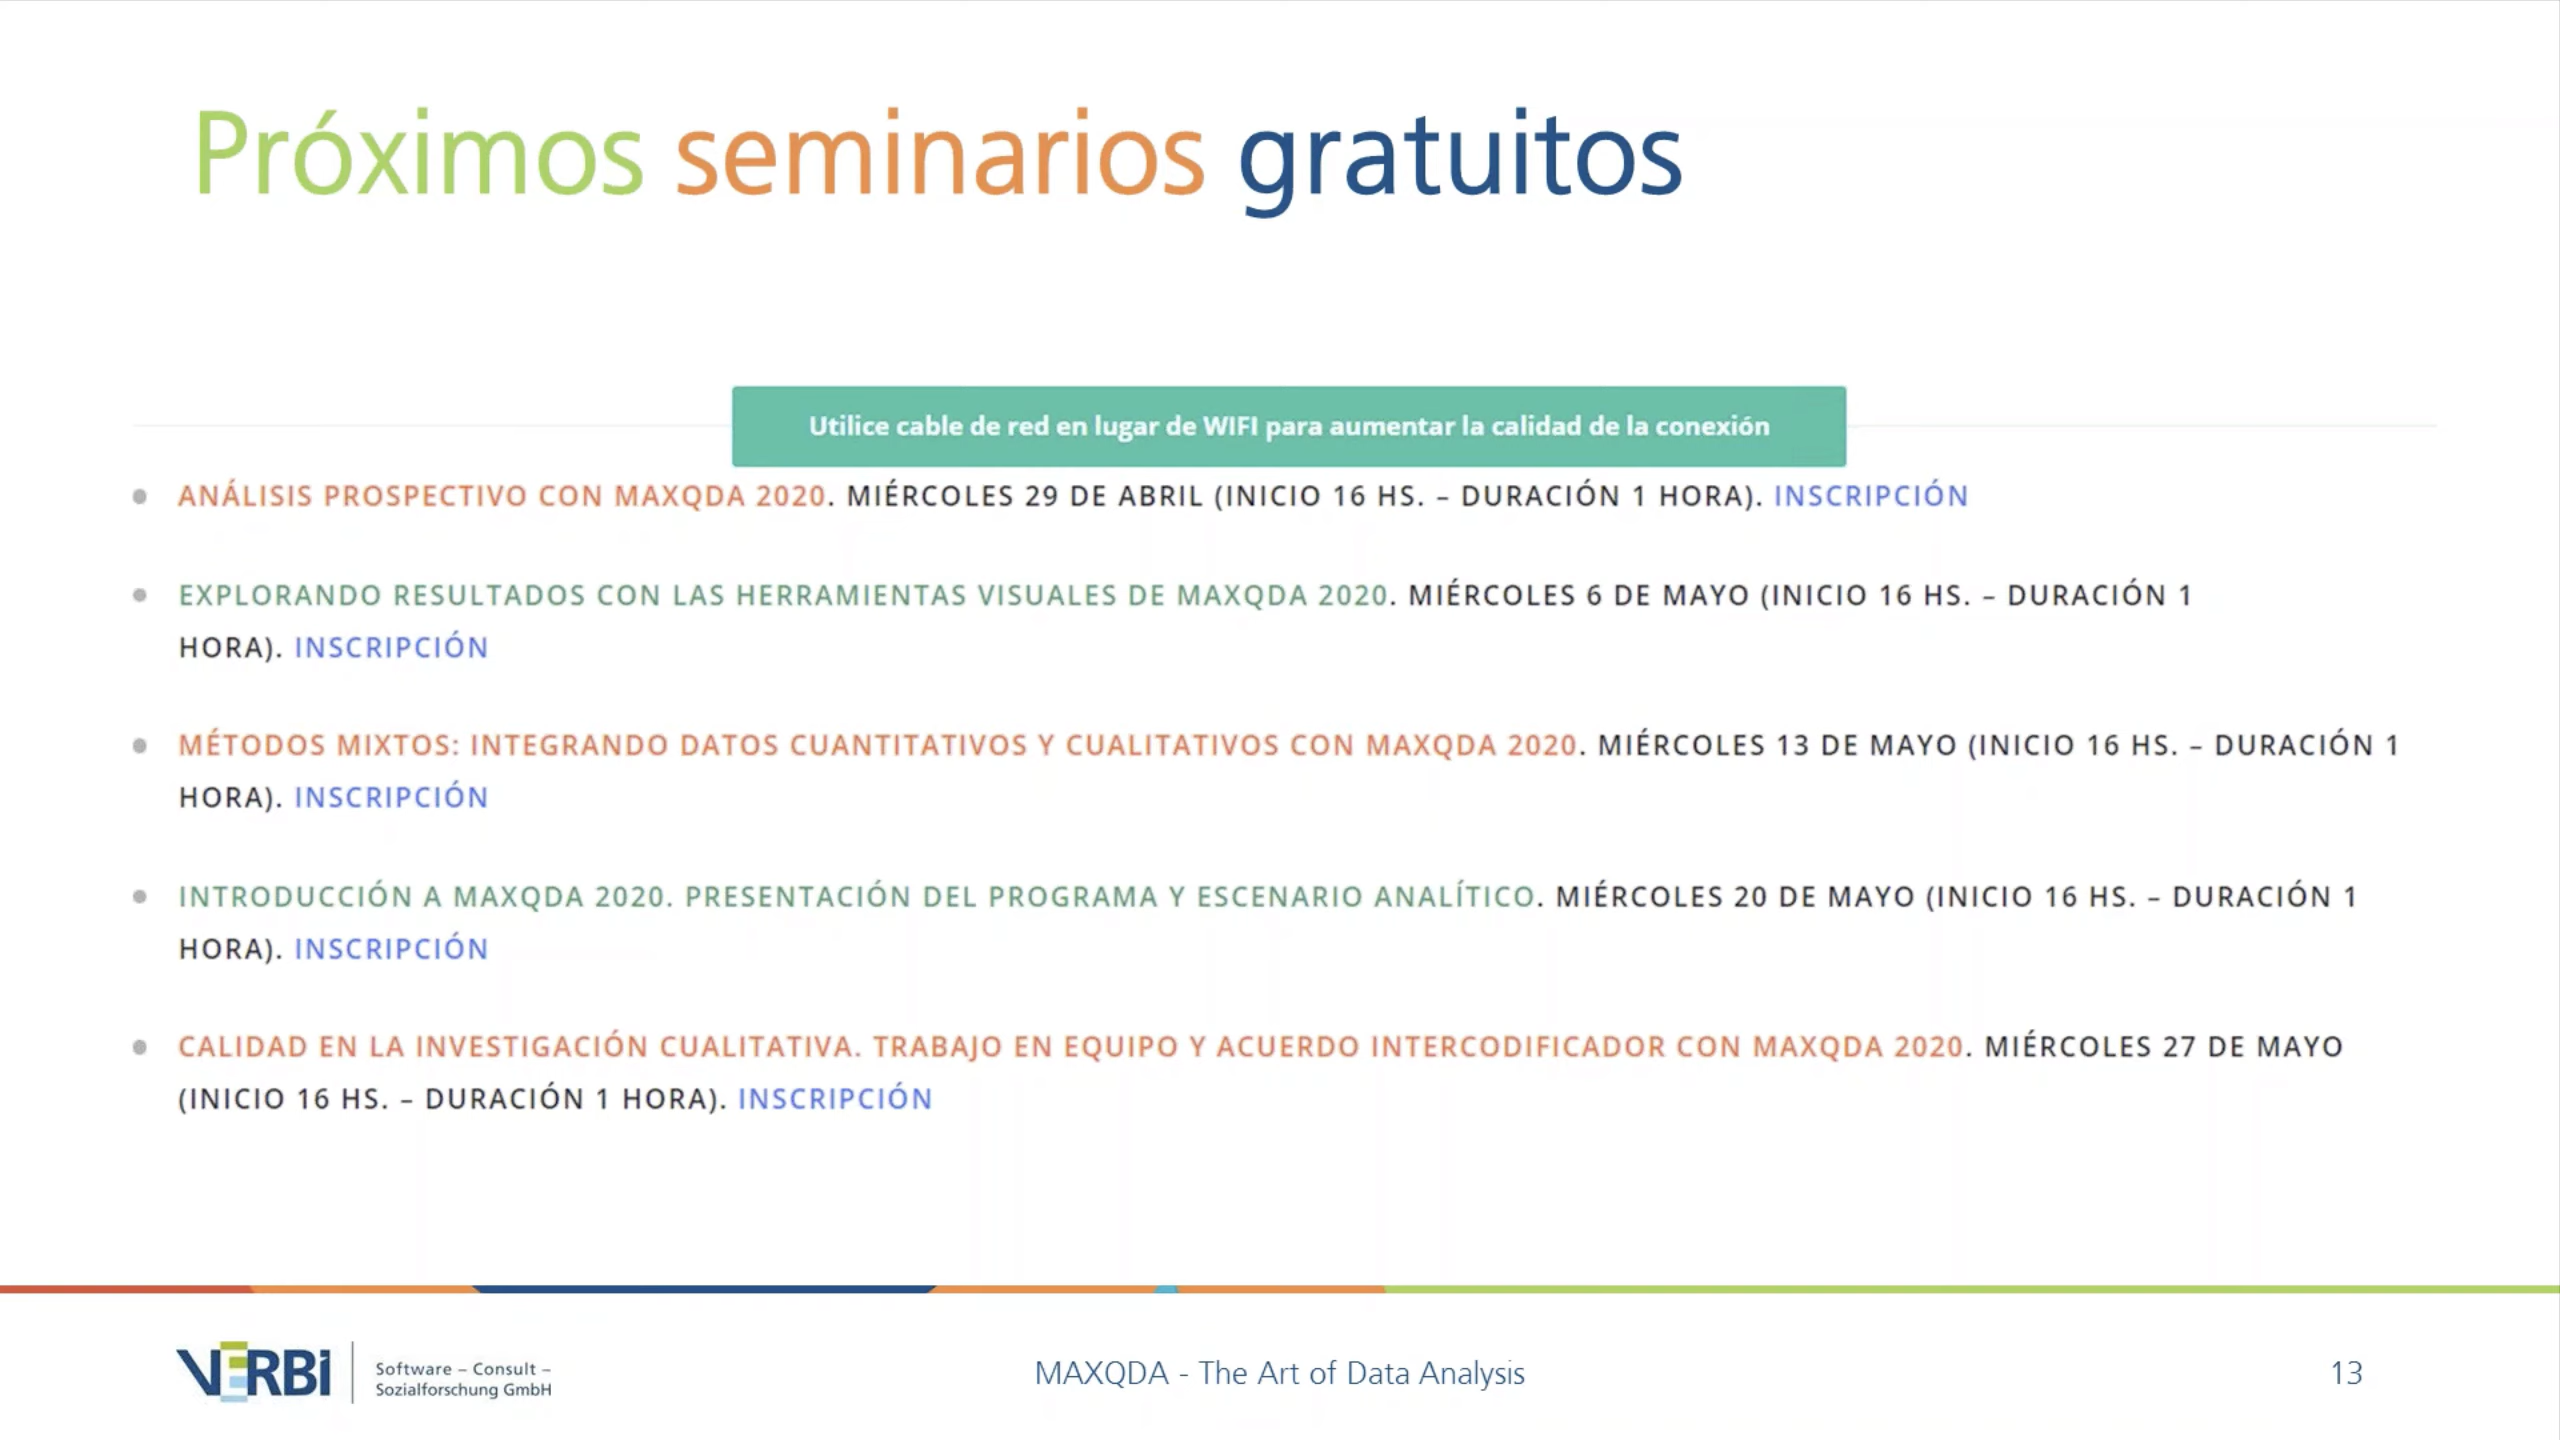 Próximos seminarios gratuitos
Utilice cable de red en lugar de WIFI para aumentar la calidad de la conexión
ANÁLISIS PROSPECTIVO CON MAXQDA 2020. MIÉRCOLES 29 DE ABRIL (INICIO 16 HS. – DURACIÓN 1 HORA). INSCRIPCIÓN
EXPLORANDO RESULTADOS CON LAS HERRAMIENTAS VISUALES DE MAXQDA 2020. MIÉRCOLES 6 DE MAYO (INICIO 16 HS. – DURACIÓN 1
HORA). INSCRIPCIÓN
MÉTODOS MIXTOS: INTEGRANDO DATOS CUANTITATIVOS Y CUALITATIVOS CON MAXQDA 2020. MIÉRCOLES 13 DE MAYO (INICIO 16 HS. – DURACIÓN 1
HORA). INSCRIPCIÓN
INTRODUCCIÓN A MAXQDA 2020. PRESENTACIÓN DEL PROGRAMA Y ESCENARIO ANALÍTICO. MIÉRCOLES 20 DE MAYO (INICIO 16 HS. – DURACIÓN 1
HORA). INSCRIPCIÓN
CALIDAD EN LA INVESTIGACIÓN CUALITATIVA. TRABAJO EN EQUIPO Y ACUERDO INTERCODIFICADOR CON MAXQDA 2020. MIÉRCOLES 27 DE MAYO
(INICIO 16 HS. – DURACIÓN 1 HORA). INSCRIPCIÓN
VERBI
Software – Consult –
Sozialforschung GmbH
MAXQDA - The Art of Data Analysis
13